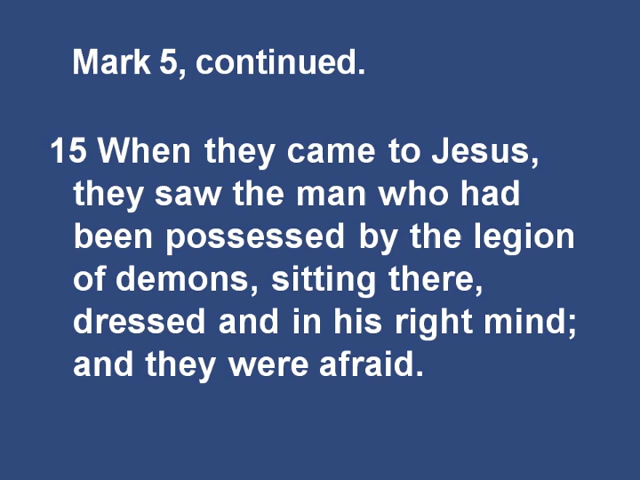 Mark 5, continued.
15 When they came to Jesus,
they saw the man who had
been possessed by the legion
of demons, sitting there,
dressed and in his right mind;
and they were afraid.